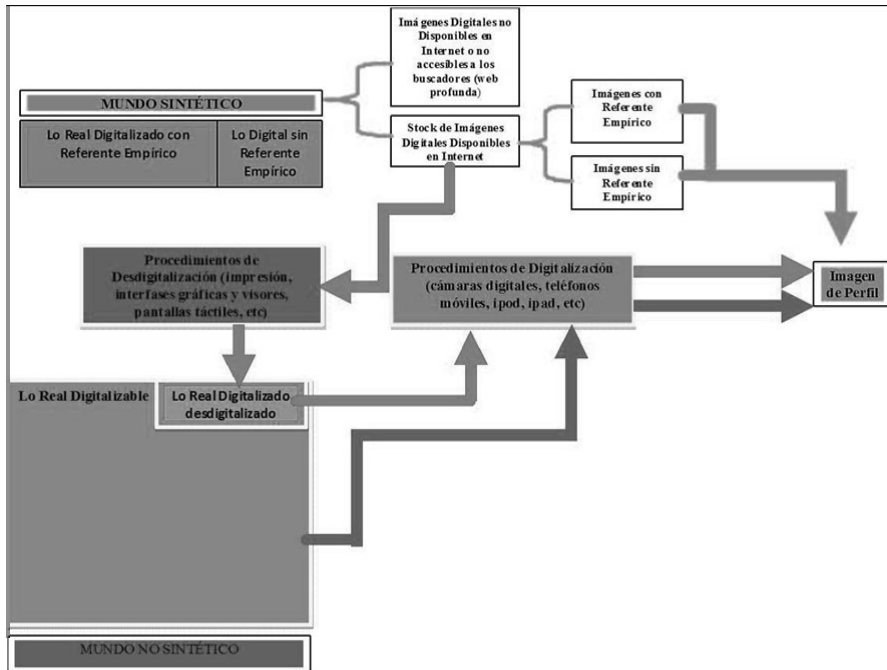 Imágenes Digitales no
Disponibles en
Internet o no
accesibles a los
buscadores (web
profunda)
MUNDO SINTÉTICO
Lo Real Digitalizado con
Referente Empírico
Lo Digital sin
Referente
Empírico
Stock de Imágenes
Digitales Disponibles
en Internet
Imágenes con
Referente
Empírico
Imágenes sin
Referente
Empírico
Procedimientos de
Desdigitalización (impresión,
interfases gráficas y visores,
pantallas táctiles, etc)
Procedimientos de Digitalización
(cámaras digitales, teléfonos
móviles, ipod, ipad, etc)
Imagen
de Perfil
Lo Real Digitalizable
Lo Real Digitalizado
desdigitalizado
MUNDO NO SINTÉTICO